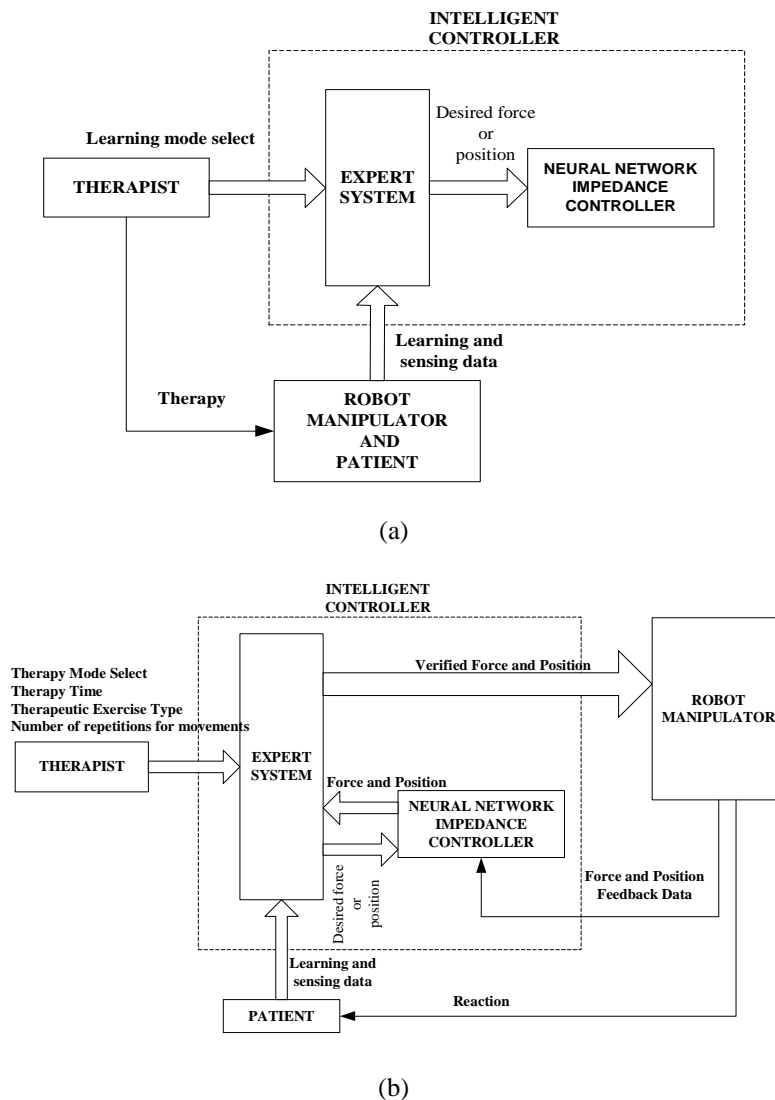 INTELLIGENT
CONTROLLER
Learning mode select
THERAPIST
EXPERT
SYSTEM
Desired force
or
position
NEURAL NETWORK
IMPEDANCE
CONTROLLER
Learning and
sensing data
Therapy
ROBOT
MANIPULATOR
AND
PATIENT
(a)
INTELLIGENT
CONTROLLER
Therapy Mode Select
Therapy Time
Therapeutic Exercise Type
Number of repetitions for movements
THERAPIST
EXPERT
SYSTEM
Verified Force and Position
ROBOT
MANIPULATOR
Force and Position
NEURAL NETWORK
IMPEDANCE
CONTROLLER
Desired force
or
position
Force and Position
Feedback Data
Learning and
sensing data
Reaction
PATIENT
(b)